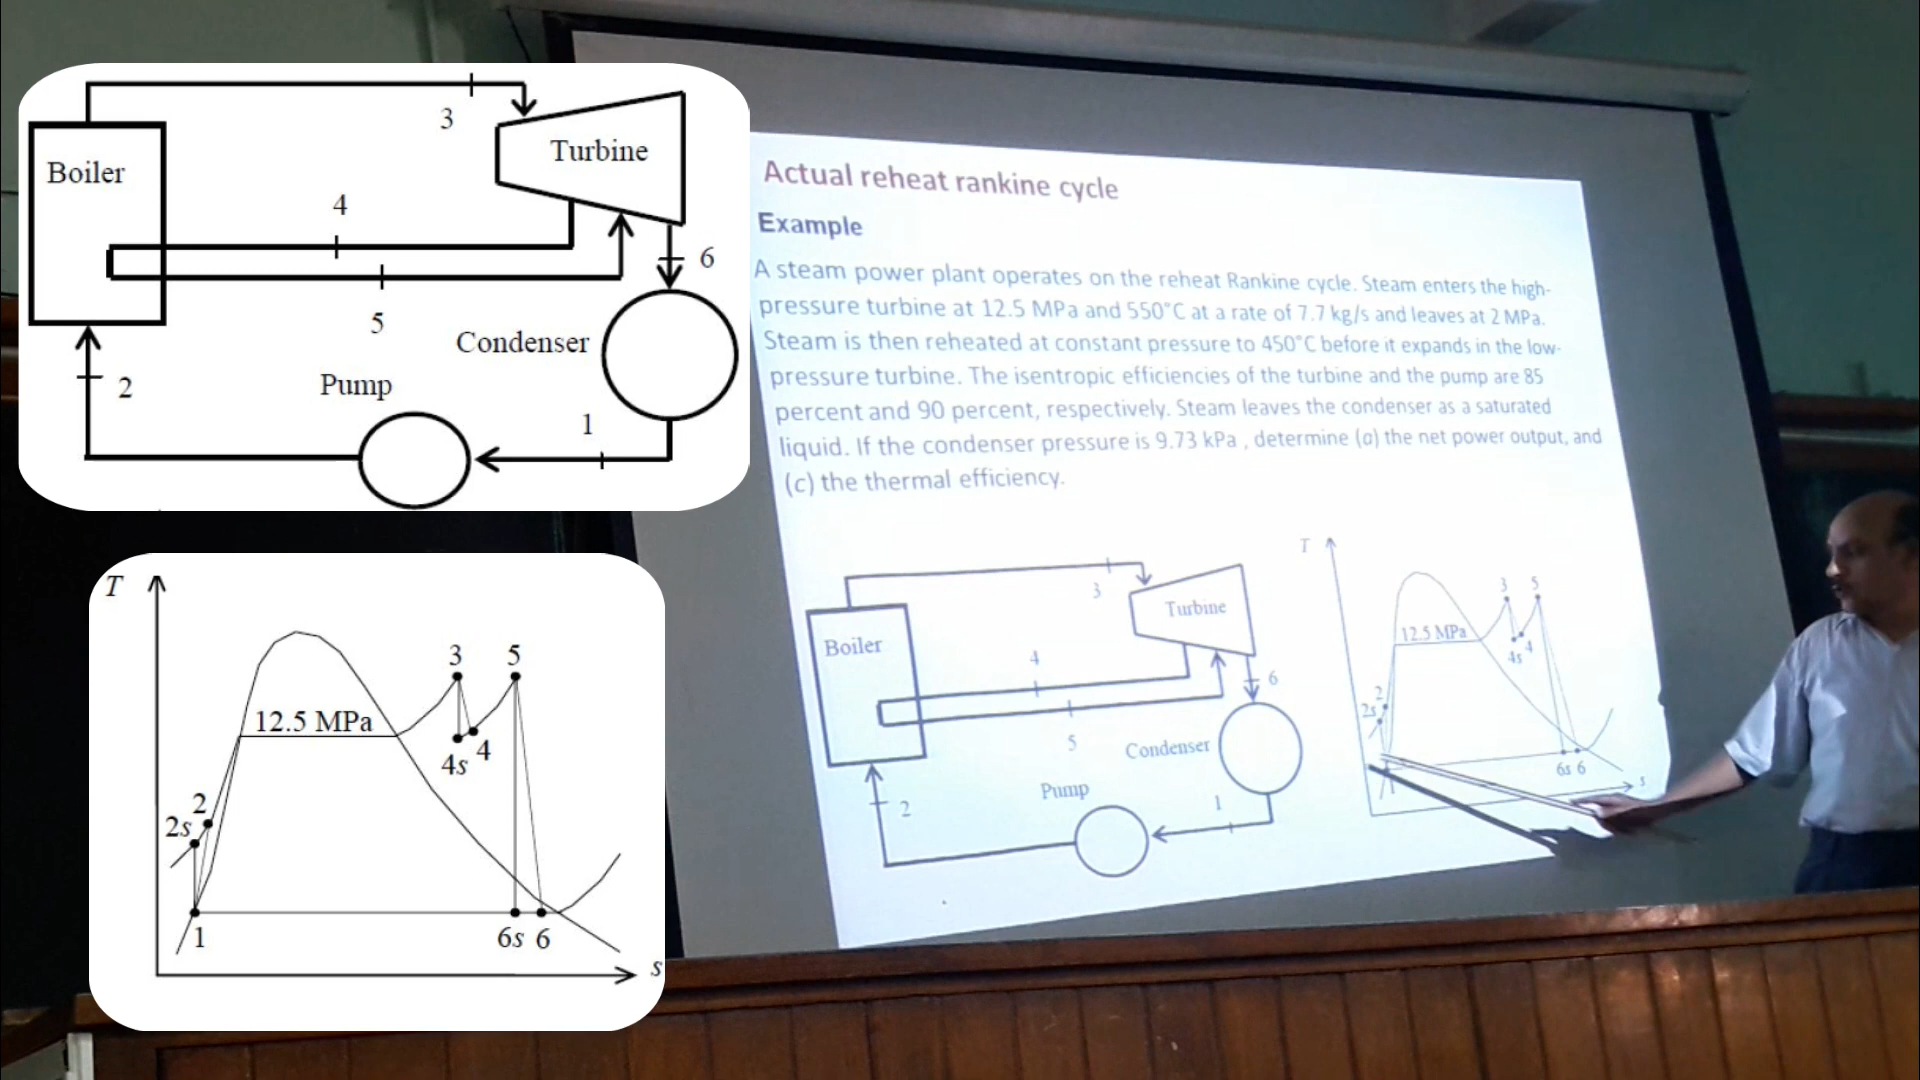 3
Turbine
Boiler
4
5
6
Condenser
Pump
2
1
T
3 5
12.5 MPa
4s 4
2
2s
1 6s 6
s
Actual reheat rankine cycle
Example
A steam power plant operates on the reheat Rankine cycle. Steam enters the high-
pressure turbine at 12.5 MPa and 550°C at a rate of 7.7 kg/s and leaves at 2 MPa.
Steam is then reheated at constant pressure to 450°C before it expands in the low-
pressure turbine. The isentropic efficiencies of the turbine and the pump are 85
percent and 90 percent, respectively. Steam leaves the condenser as a saturated
liquid. If the condenser pressure is 9.73 kPa , determine (a) the net power output, and
(c) the thermal efficiency.
3
Turbine
Boiler
4
5
6
Condenser
Pump
2
1
T
3 5
12.5 MPa
4s 4
2
2s
1
6s 6
s